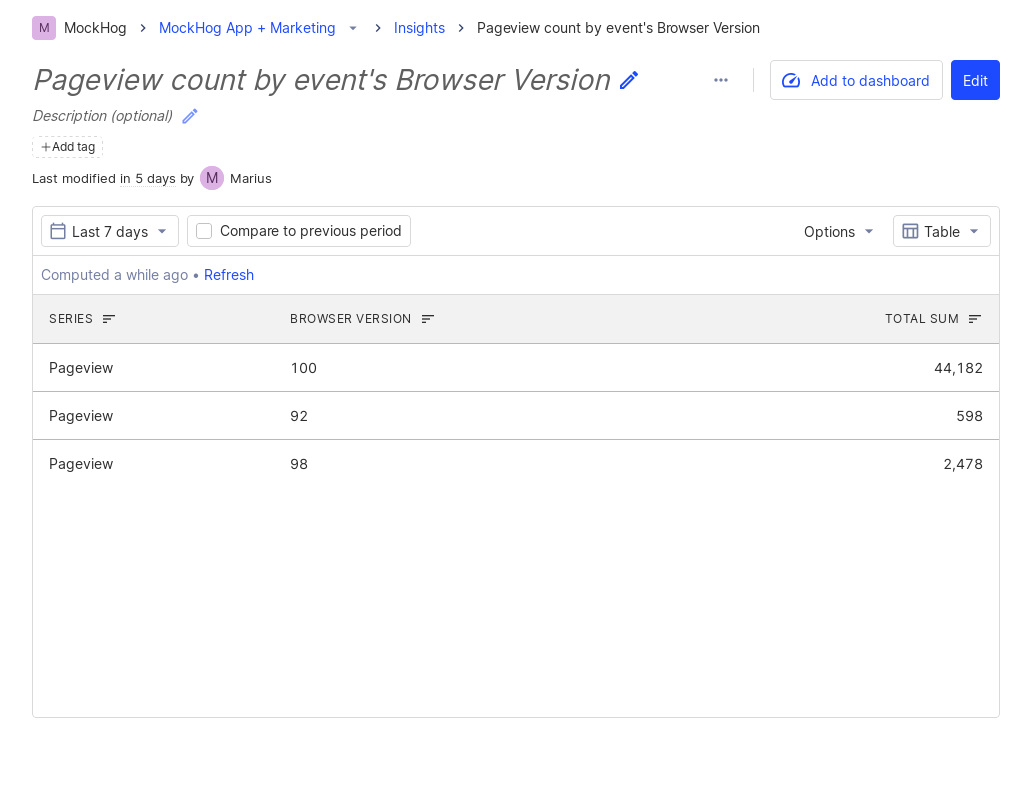 M MockHog MockHog App + Marketing Insights Pageview count by event's Browser Version
Pageview count by event's Browser Version
Add to dashboard Edit
Description (optional)
Add tag
Last modified in 5 days by M Marius
Last 7 days Compare to previous period Options Table
Computed a while ago • Refresh
SERIES BROWSER VERSION TOTAL SUM
Pageview 100 44,182
Pageview 92 598
Pageview 98 2,478